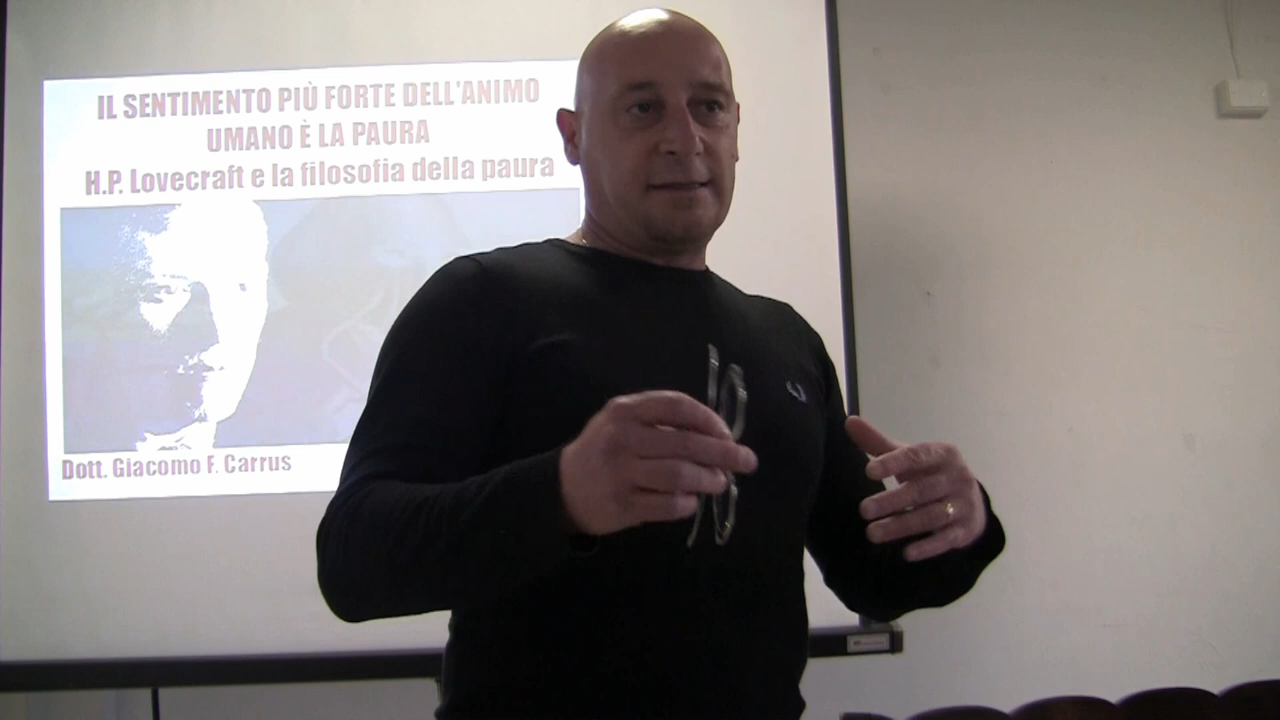 IL SENTIMENTO PIÙ FORTE DELL'ANIMO
UMANO È LA PAURA
H.P. Lovecraft e la filosofia della paura
Dott. Giacomo F. Carrus